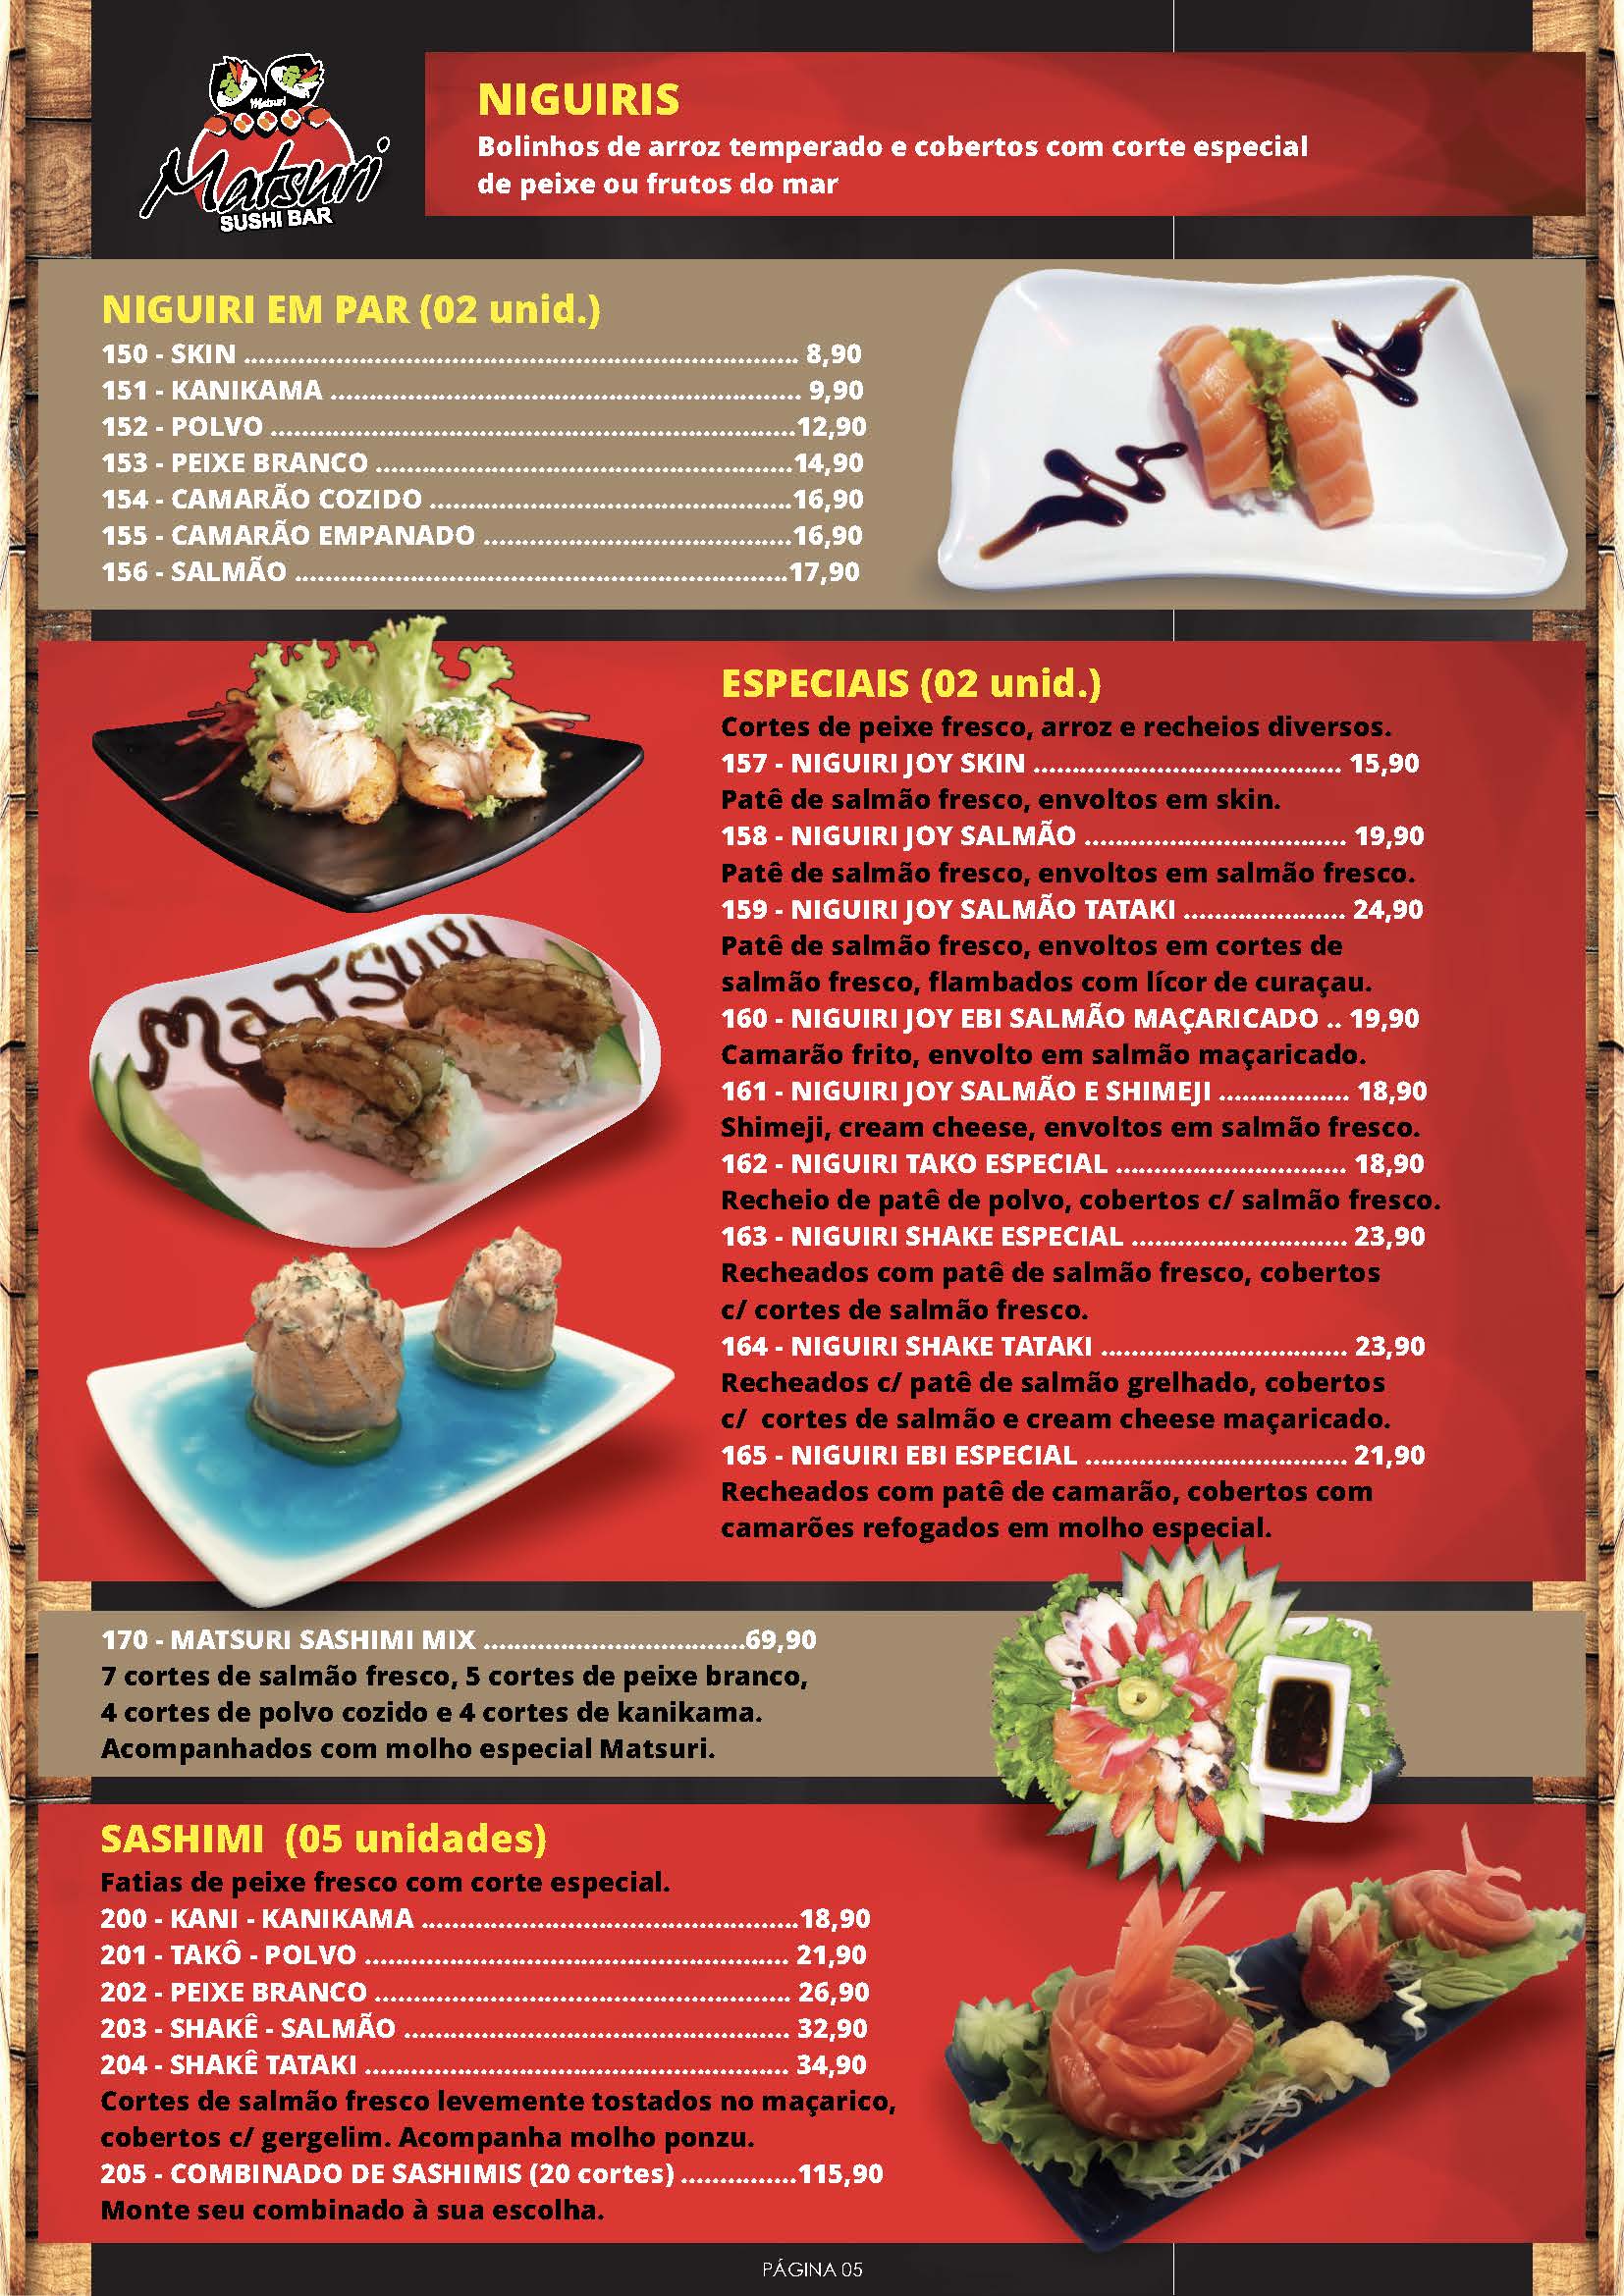 Matsuri
Matsuri
SUSHI BAR
NIGUIRIS
Bolinhos de arroz temperado e cobertos com corte especial
de peixe ou frutos do mar
NIGUIRI EM PAR (02 unid.)
150 - SKIN ........................................................................ 8,90
151 - KANIKAMA ............................................................. 9,90
152 - POLVO ....................................................................12,90
153 - PEIXE BRANCO ......................................................14,90
154 - CAMARÃO COZIDO ...............................................16,90
155 - CAMARÃO EMPANADO ........................................16,90
156 - SALMÃO ................................................................17,90
ESPECIAIS (02 unid.)
Cortes de peixe fresco, arroz e recheios diversos.
157 - NIGUIRI JOY SKIN ........................................ 15,90
Patê de salmão fresco, envoltos em skin.
158 - NIGUIRI JOY SALMÃO .................................. 19,90
Patê de salmão fresco, envoltos em salmão fresco.
159 - NIGUIRI JOY SALMÃO TATAKI ..................... 24,90
Patê de salmão fresco, envoltos em cortes de
salmão fresco, flambados com lícor de curaçau.
160 - NIGUIRI JOY EBI SALMÃO MAÇARICADO .. 19,90
Camarão frito, envolto em salmão maçaricado.
161 - NIGUIRI JOY SALMÃO E SHIMEJI ................. 18,90
Shimeji, cream cheese, envoltos em salmão fresco.
162 - NIGUIRI TAKO ESPECIAL .............................. 18,90
Recheio de patê de polvo, cobertos c/ salmão fresco.
163 - NIGUIRI SHAKE ESPECIAL ............................ 23,90
Recheados com patê de salmão fresco, cobertos
c/ cortes de salmão fresco.
164 - NIGUIRI SHAKE TATAKI ................................ 23,90
Recheados c/ patê de salmão grelhado, cobertos
c/ cortes de salmão e cream cheese maçaricado.
165 - NIGUIRI EBI ESPECIAL .................................. 21,90
Recheados com patê de camarão, cobertos com
camarões refogados em molho especial.
MATSURI
170 - MATSURI SASHIMI MIX ..................................69,90
7 cortes de salmão fresco, 5 cortes de peixe branco,
4 cortes de polvo cozido e 4 cortes de kanikama.
Acompanhados com molho especial Matsuri.
SASHIMI (05 unidades)
Fatias de peixe fresco com corte especial.
200 - KANI - KANIKAMA .................................................18,90
201 - TAKÔ - POLVO ....................................................... 21,90
202 - PEIXE BRANCO ...................................................... 26,90
203 - SHAKÊ - SALMÃO .................................................. 32,90
204 - SHAKÊ TATAKI ....................................................... 34,90
Cortes de salmão fresco levemente tostados no maçarico,
cobertos c/ gergelim. Acompanha molho ponzu.
205 - COMBINADO DE SASHIMIS (20 cortes) ...............115,90
Monte seu combinado à sua escolha.
PÁGINA 05